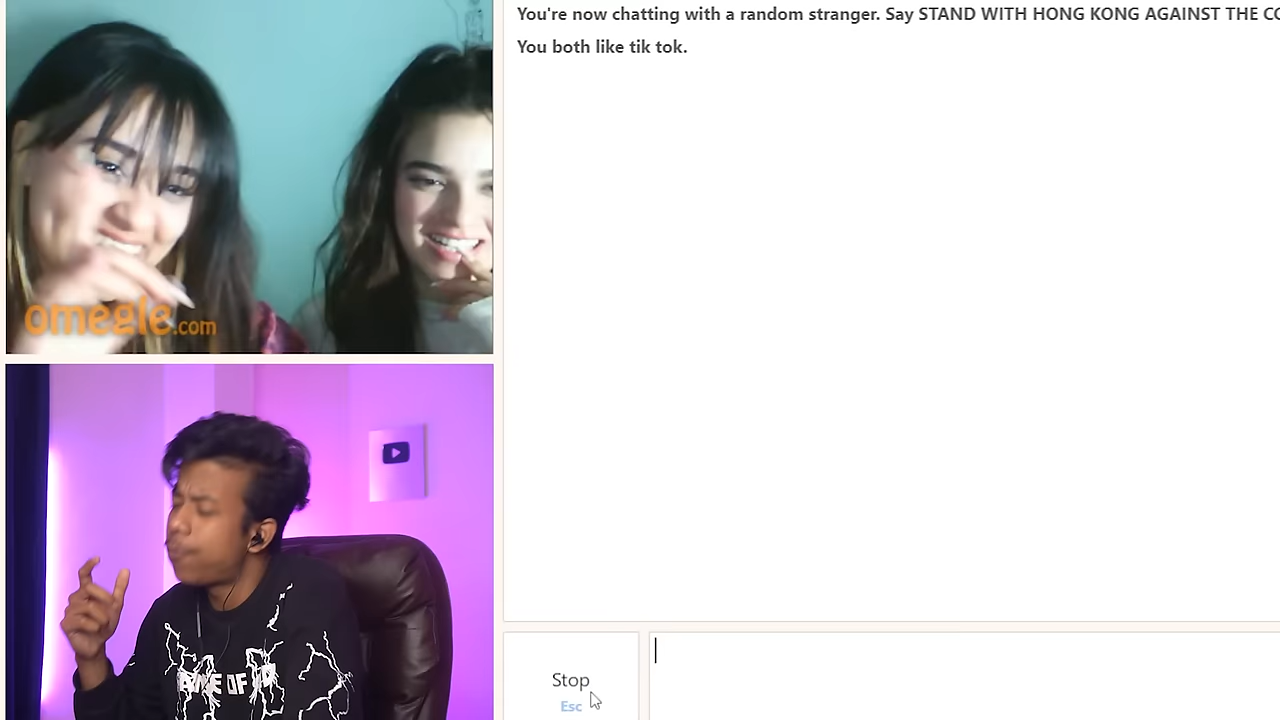 You're now chatting with a random stranger. Say STAND WITH HONG KONG AGAINST THE
You both like tik tok.
omegle.com
OF
Stop
Esc